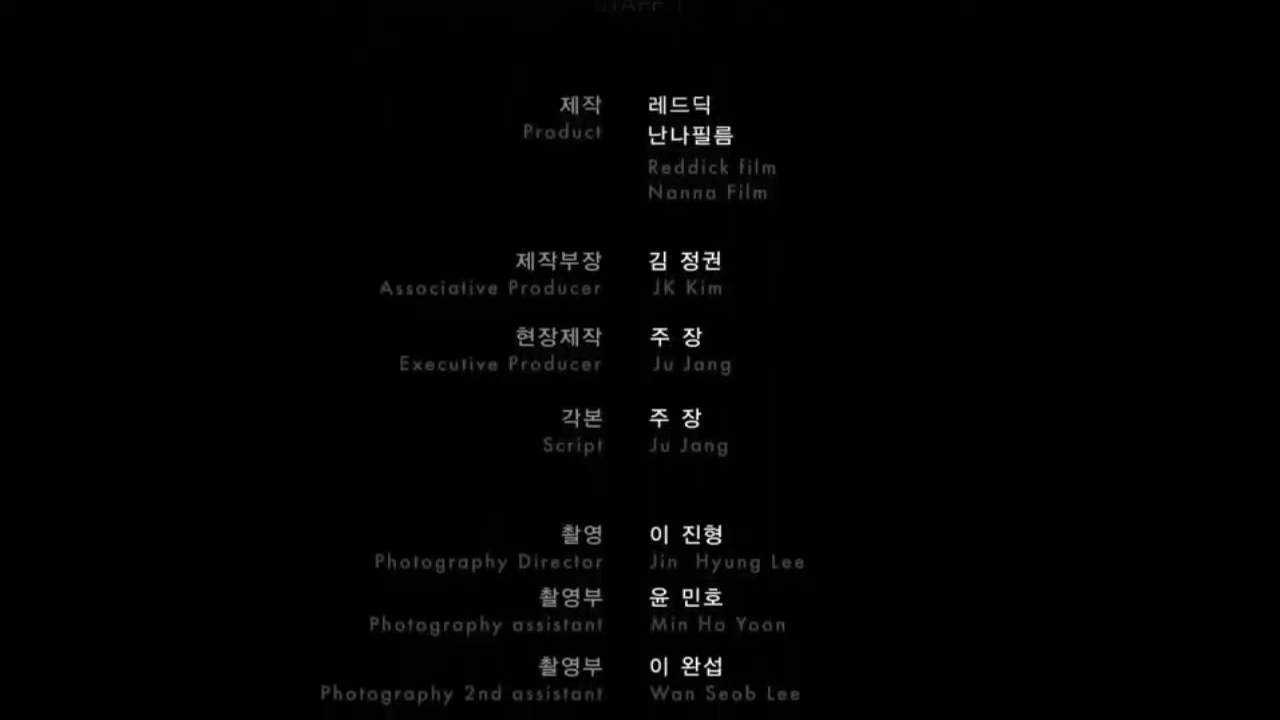 제작 레드딕
Product 난나필름
Reddick film
Nanna Film
제작부장 김 정권
Associative Producer JK Kim
현장제작 주 장
Executive Producer Ju Jang
각본 주 장
Script Ju Jang
촬영 이 진형
Photography Director Jin Hyung Lee
촬영부 윤 민호
Photography assistant Min Ho Yoon
촬영부 이 완섭
Photography 2nd assistant Wan Seob Lee